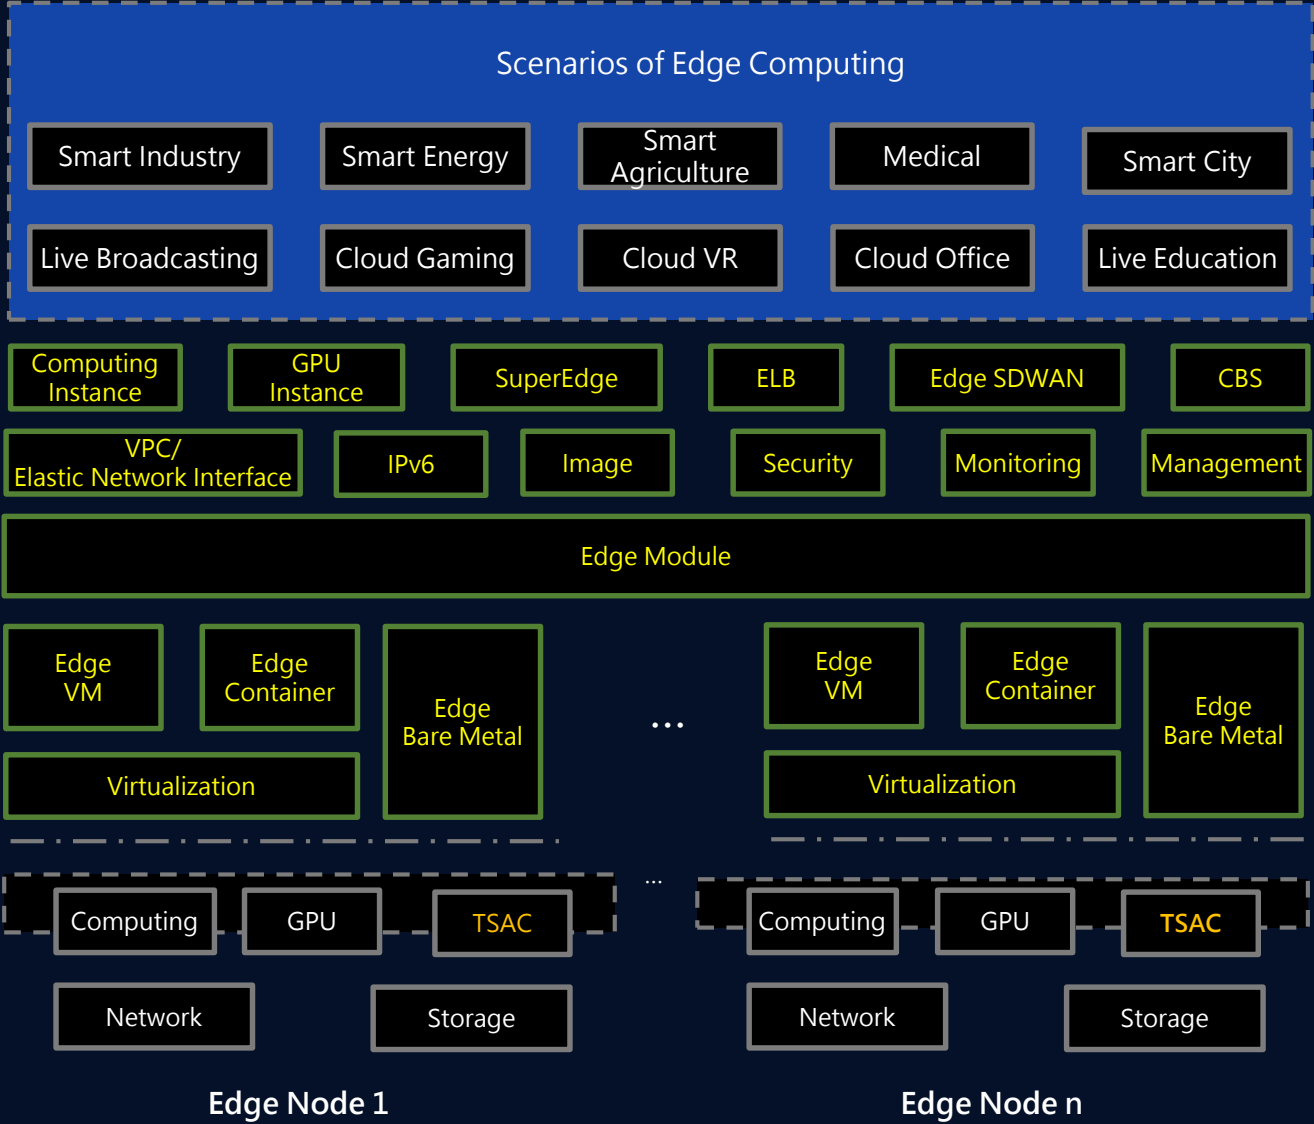 Scenarios of Edge Computing
Smart Industry
Smart Energy
Smart
Agriculture
Medical
Smart City
Live Broadcasting
Cloud Gaming
Cloud VR
Cloud Office
Live Education
Computing
Instance
GPU
Instance
SuperEdge
ELB
Edge SDWAN
CBS
VPC/
Elastic Network Interface
IPv6
Image
Security
Monitoring
Management
Edge Module
Edge
VM
Edge
Container
Edge
Bare Metal
Virtualization
...
Edge
VM
Edge
Container
Edge
Bare Metal
Virtualization
...
Computing
GPU
TSAC
Network
Storage
Computing
GPU
TSAC
Network
Storage
Edge Node 1
Edge Node n